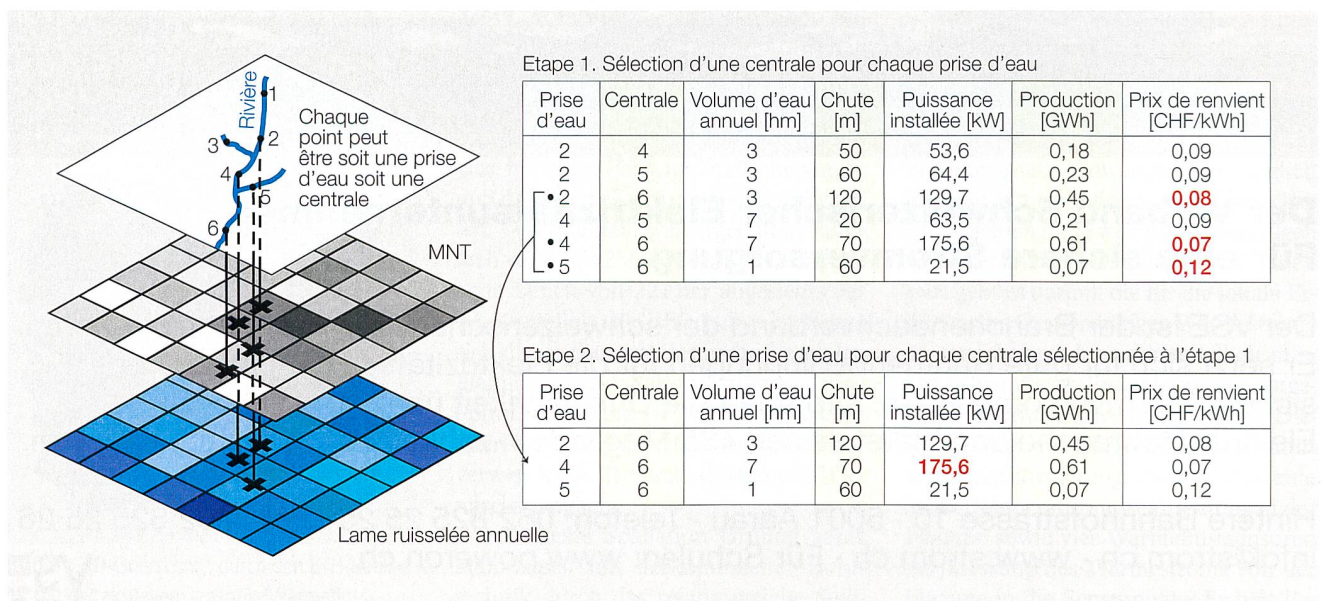 Rivière
1
2
3
4
5
6
Chaque
point peut
être soit une prise
d'eau soit une
centrale
MNT
Lame ruisselée annuelle
Etape 1. Sélection d'une centrale pour chaque prise d'eau
Prise d'eau Centrale Volume d'eau annuel [hm] Chute [m] Puissance installée [kW] Production [GWh] Prix de renvient [CHF/kWh]
2 4 3 50 53,6 0,18 0,09
2 5 3 60 64,4 0,23 0,09
2 6 3 120 129,7 0,45 0,08
4 5 7 20 63,5 0,21 0,09
4 6 7 70 175,6 0,61 0,07
5 6 1 60 21,5 0,07 0,12
Etape 2. Sélection d'une prise d'eau pour chaque centrale sélectionnée à l'étape 1
Prise d'eau Centrale Volume d'eau annuel [hm] Chute [m] Puissance installée [kW] Production [GWh] Prix de renvient [CHF/kWh]
2 6 3 120 129,7 0,45 0,08
4 6 7 70 175,6 0,61 0,07
5 6 1 60 21,5 0,07 0,12